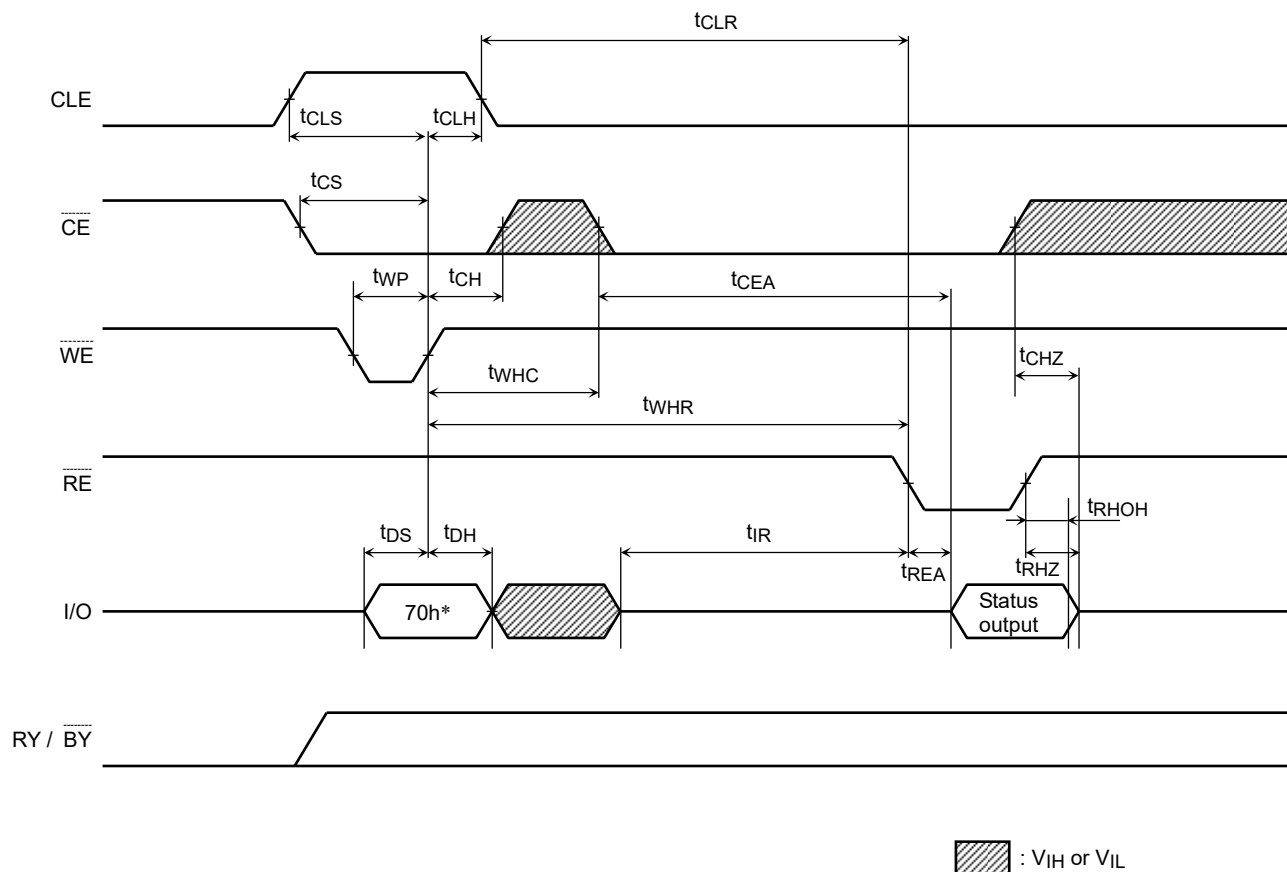 tCLR
CLE
tCLS
tCLH
tCS
CE
tWP
tCH
tCEA
WE
tCHZ
tWHC
tWHR
RE
tRHOH
tDS
tDH
tIR
tREA
tRHZ
I/O
70h*
Status
output
RY / BY
: VIH or VIL